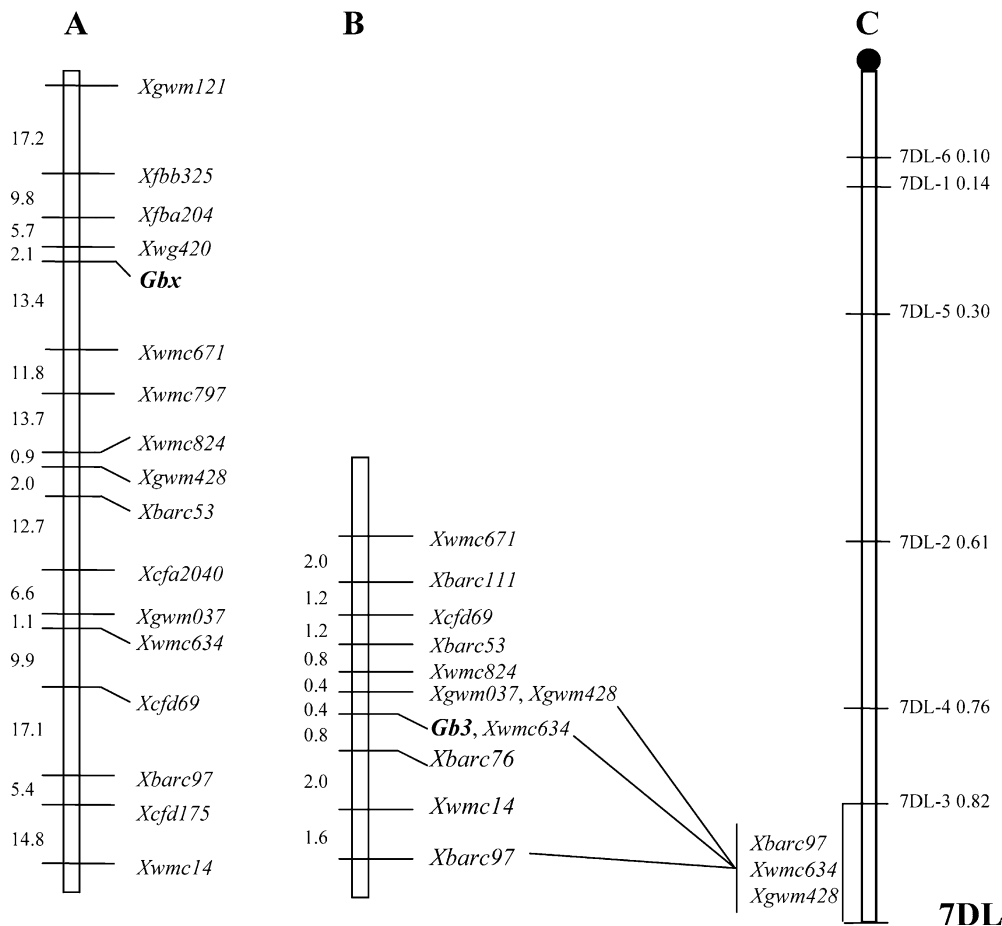 A
B
C
Xgwm121
17.2
Xfbb325
9.8
Xfba204
5.7
Xwg420
2.1
Gbx
13.4
Xwmc671
11.8
Xwmc797
13.7
Xwmc824
0.9
Xgwm428
2.0
Xbarc53
12.7
Xcfa2040
6.6
Xgwm037
1.1
Xwmc634
9.9
Xcfd69
17.1
Xbarc97
5.4
Xcfd175
14.8
Xwmc14
Xwmc671
2.0
Xbarc111
1.2
Xcfd69
1.2
Xbarc53
0.8
Xwmc824
0.4
Xgwm037, Xgwm428
0.4
Gb3, Xwmc634
0.8
Xbarc76
2.0
Xwmc14
1.6
Xbarc97
7DL-6 0.10
7DL-1 0.14
7DL-5 0.30
7DL-2 0.61
7DL-4 0.76
7DL-3 0.82
Xbarc97
Xwmc634
Xgwm428
7DL